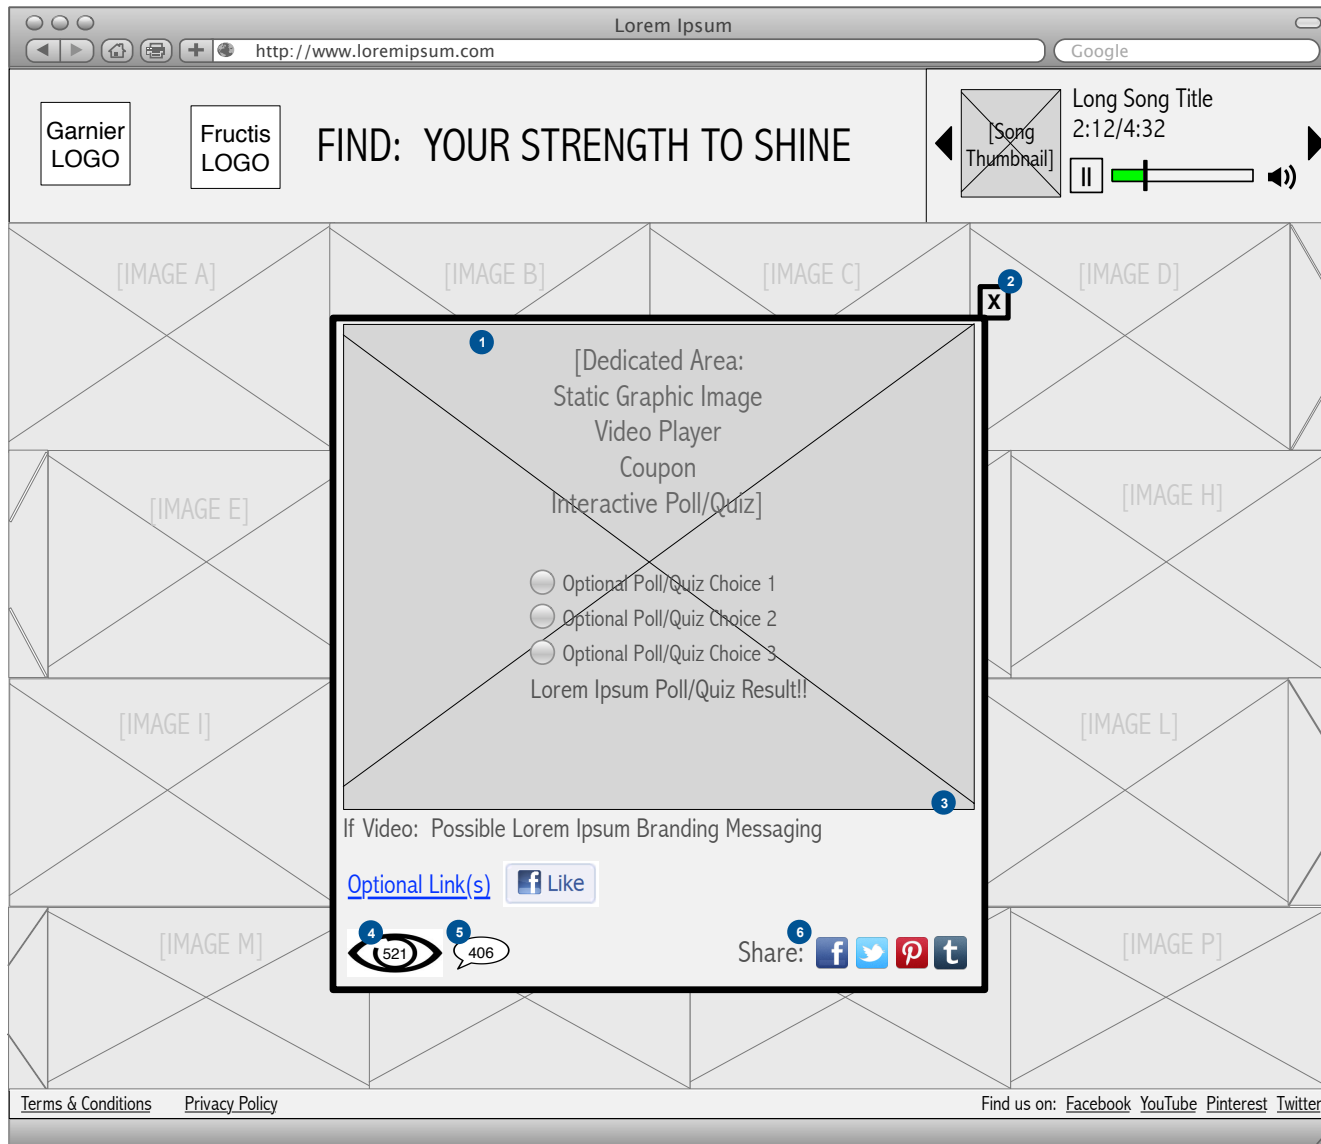 Lorem Ipsum
http://www.loremipsum.com
Google
Garnier
LOGO
Fructis
LOGO
FIND: YOUR STRENGTH TO SHINE
[Song
Thumbnail]
Long Song Title
2:12/4:32
[IMAGE A]
[IMAGE B]
[IMAGE C]
[IMAGE D]
X
2
1
[Dedicated Area:
Static Graphic Image
Video Player
Coupon
Interactive Poll/Quiz]
[IMAGE E]
[IMAGE H]
Optional Poll/Quiz Choice 1
Optional Poll/Quiz Choice 2
Optional Poll/Quiz Choice 3
Lorem Ipsum Poll/Quiz Result!!
[IMAGE I]
[IMAGE L]
3
If Video: Possible Lorem Ipsum Branding Messaging
Optional Link(s)
f Like
4
521
5
406
6
Share:
f
p
t
[IMAGE M]
[IMAGE P]
Terms & Conditions
Privacy Policy
Find us on: Facebook YouTube Pinterest Twitter